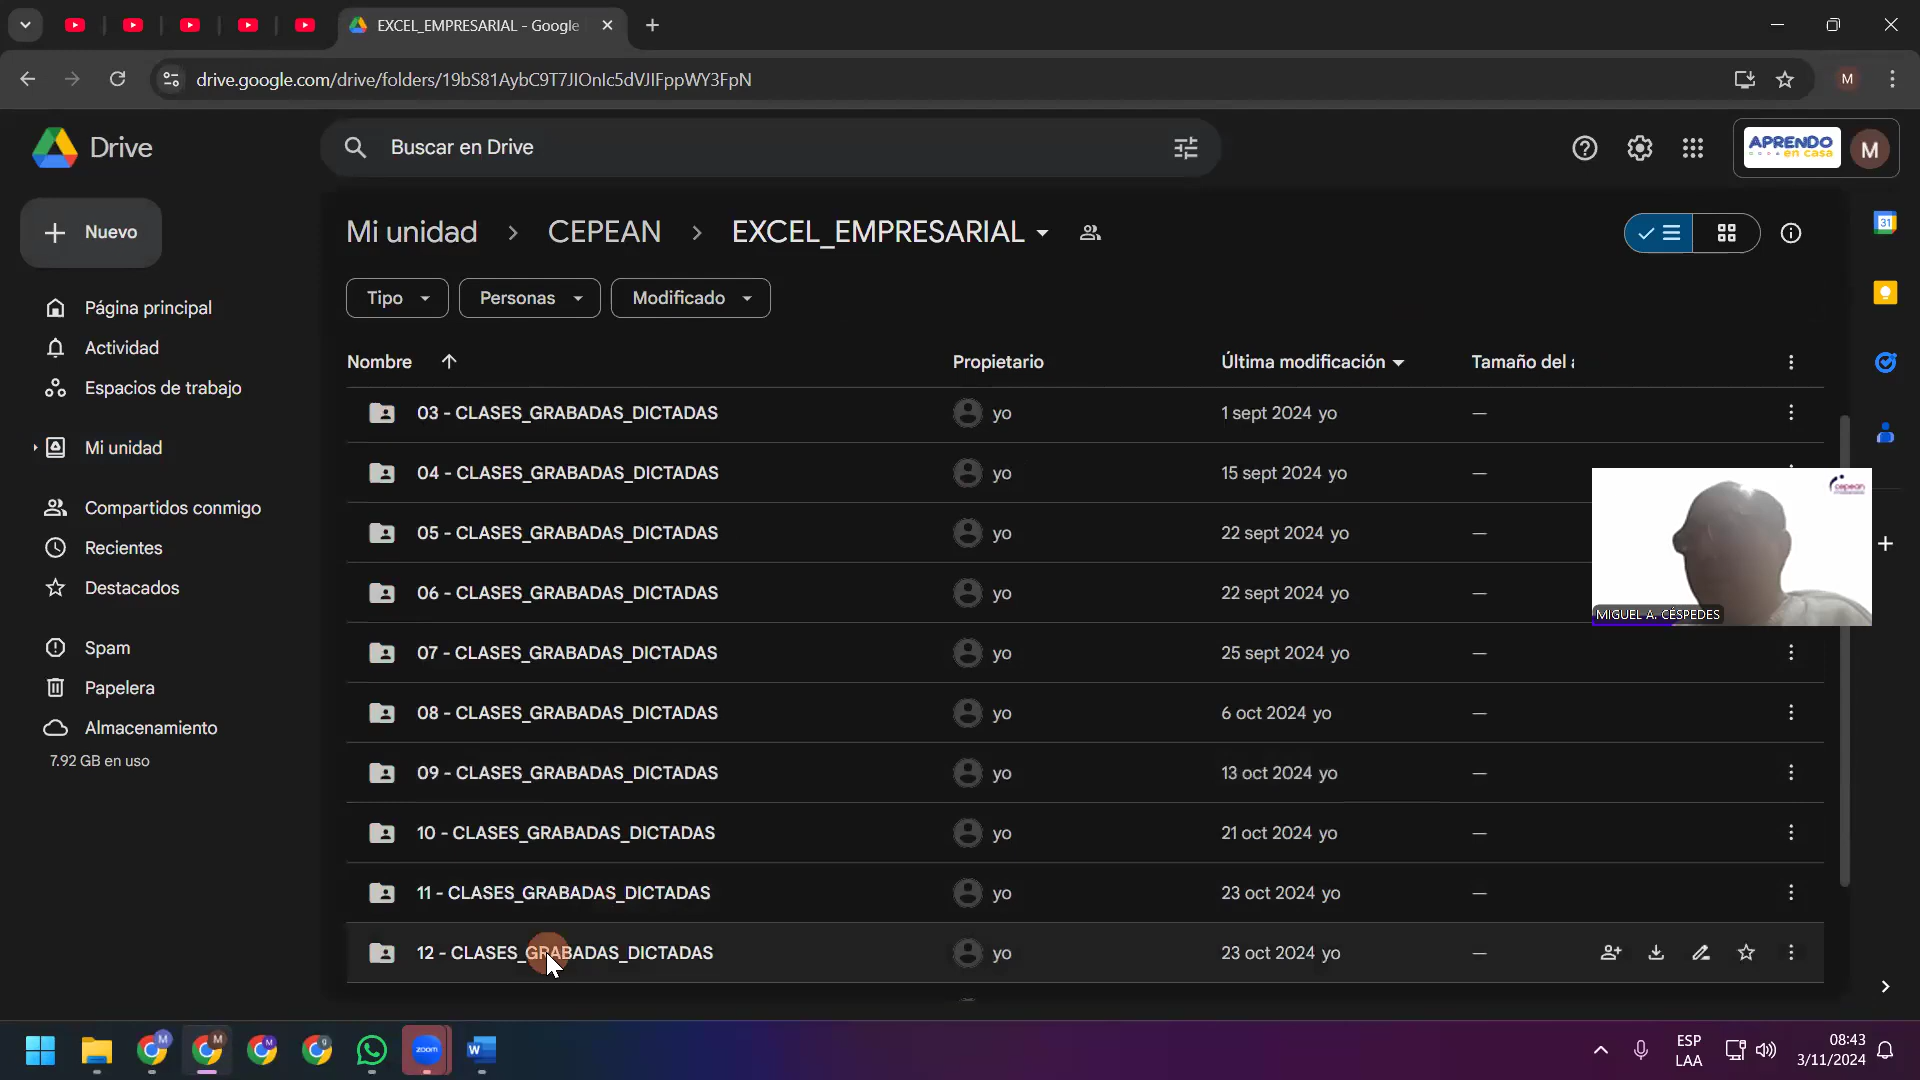 EXCEL_EMPRESARIAL - Google
drive.google.com/drive/folders/19bS81AybC9T7JIOnIc5dVJIFppWY3FpN
M
Drive
Buscar en Drive
APRENDO
en casa
M
Nuevo
Mi unidad > CEPEAN > EXCEL_EMPRESARIAL
31
Tipo
Personas
Modificado
Página principal
Actividad
Espacios de trabajo
Mi unidad
Compartidos conmigo
Recientes
Destacados
Spam
Papelera
Almacenamiento
7.92 GB en uso
Nombre Propietario Última modificación Tamaño del a
03 - CLASES_GRABADAS_DICTADAS yo 1 sept 2024 yo —
04 - CLASES_GRABADAS_DICTADAS yo 15 sept 2024 yo —
05 - CLASES_GRABADAS_DICTADAS yo 22 sept 2024 yo —
06 - CLASES_GRABADAS_DICTADAS yo 22 sept 2024 yo —
07 - CLASES_GRABADAS_DICTADAS yo 25 sept 2024 yo —
08 - CLASES_GRABADAS_DICTADAS yo 6 oct 2024 yo —
09 - CLASES_GRABADAS_DICTADAS yo 13 oct 2024 yo —
10 - CLASES_GRABADAS_DICTADAS yo 21 oct 2024 yo —
11 - CLASES_GRABADAS_DICTADAS yo 23 oct 2024 yo —
12 - CLASES_GRABADAS_DICTADAS yo 23 oct 2024 yo —
cepean
MIGUEL A. CÉSPEDES
M
M
M
g
zoom
W
ESP
LAA
08:43
3/11/2024